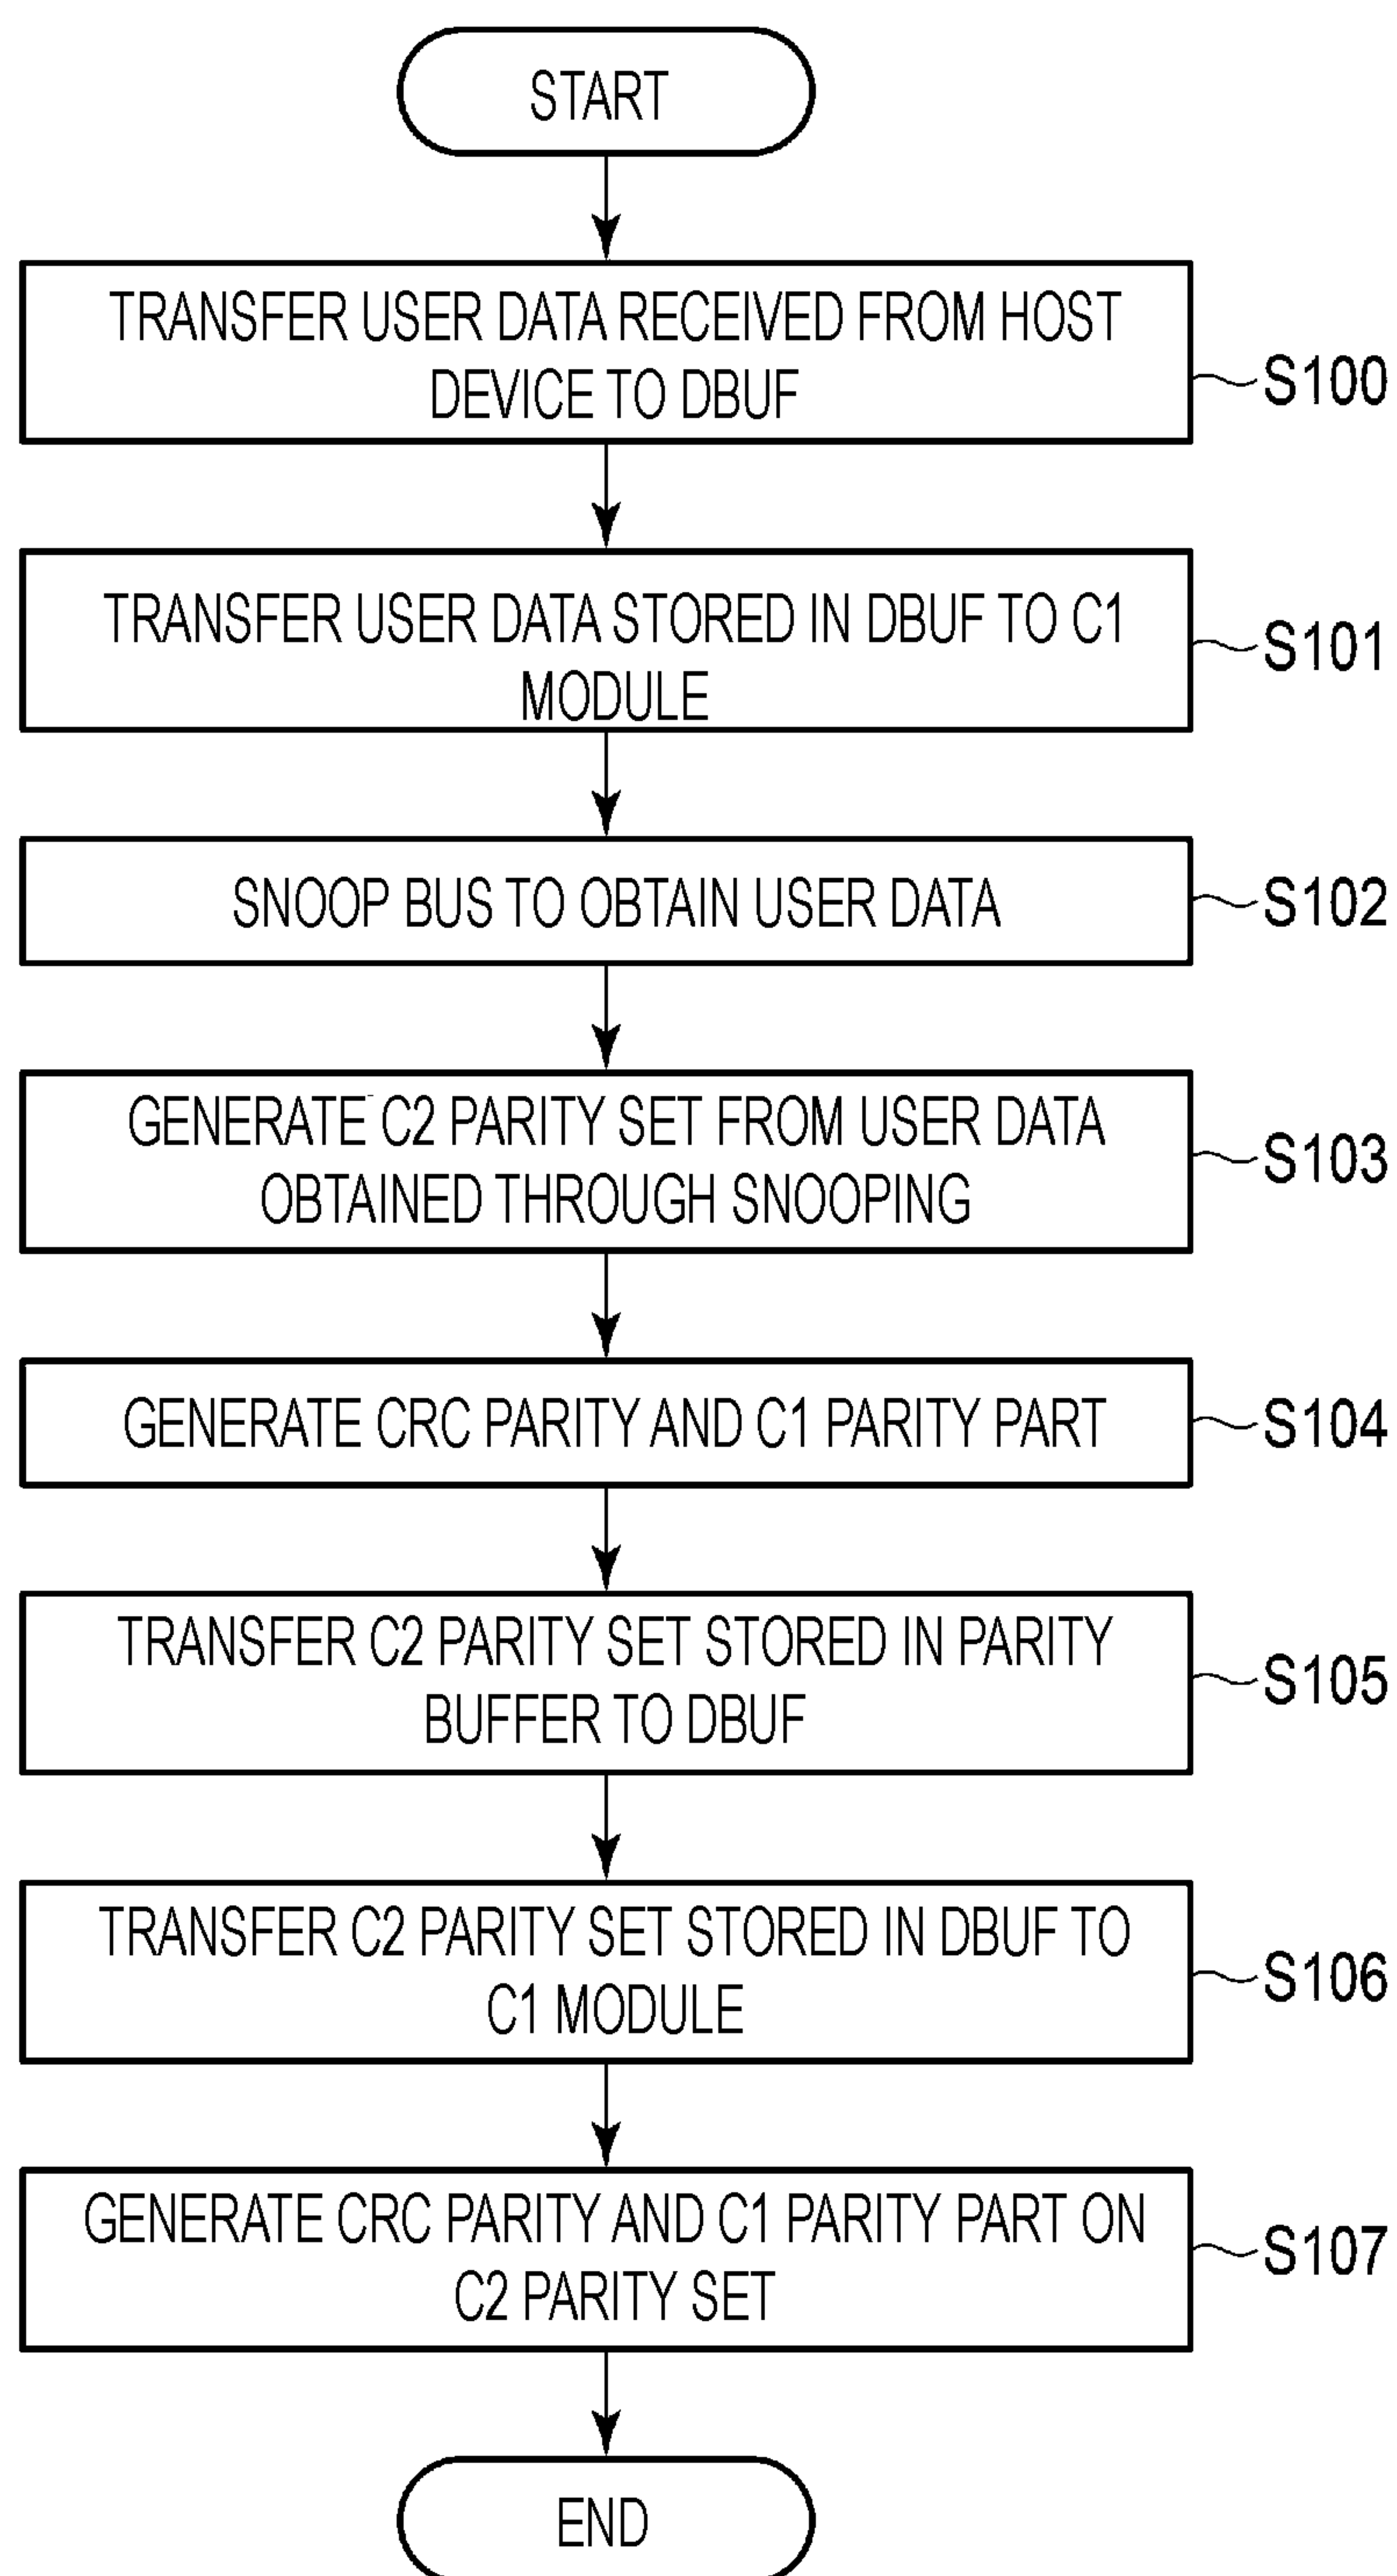 START
TRANSFER USER DATA RECEIVED FROM HOST
DEVICE TO DBUF
S100
TRANSFER USER DATA STORED IN DBUF TO C1
MODULE
S101
SNOOP BUS TO OBTAIN USER DATA
S102
GENERATE C2 PARITY SET FROM USER DATA
OBTAINED THROUGH SNOOPING
S103
GENERATE CRC PARITY AND C1 PARITY PART
S104
TRANSFER C2 PARITY SET STORED IN PARITY
BUFFER TO DBUF
S105
TRANSFER C2 PARITY SET STORED IN DBUF TO
C1 MODULE
S106
GENERATE CRC PARITY AND C1 PARITY PART ON
C2 PARITY SET
S107
END